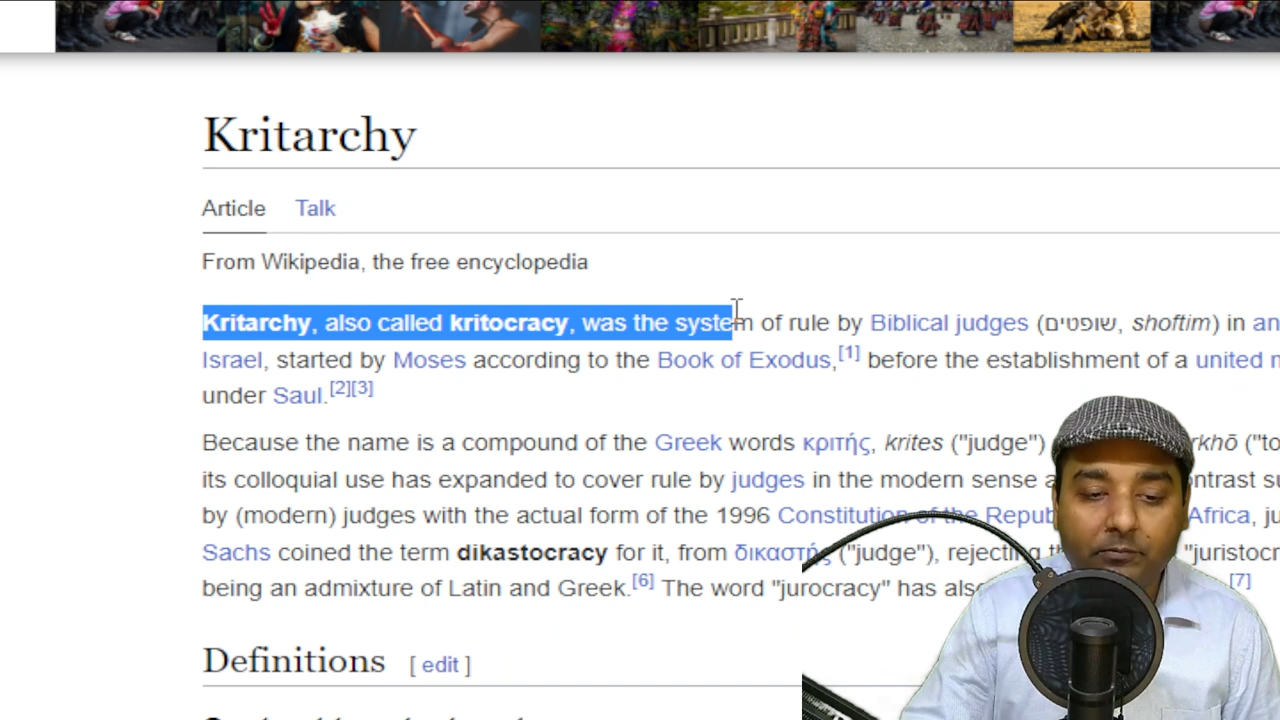 Kritarchy
Article Talk
From Wikipedia, the free encyclopedia
Kritarchy, also called kritocracy, was the system of rule by Biblical judges (שופטים, shoftim) in an
Israel, started by Moses according to the Book of Exodus,[1] before the establishment of a united
under Saul.[2][3]
Because the name is a compound of the Greek words κριτής, krites ("judge")
its colloquial use has expanded to cover rule by judges in the modern sense
by (modern) judges with the actual form of the 1996 Constitution of the Africa,
Sachs coined the term dikastocracy for it, from δικαστής ("judge"),
being an admixture of Latin and Greek.[6] The word "jurocracy" has [7]
Definitions [ edit ]